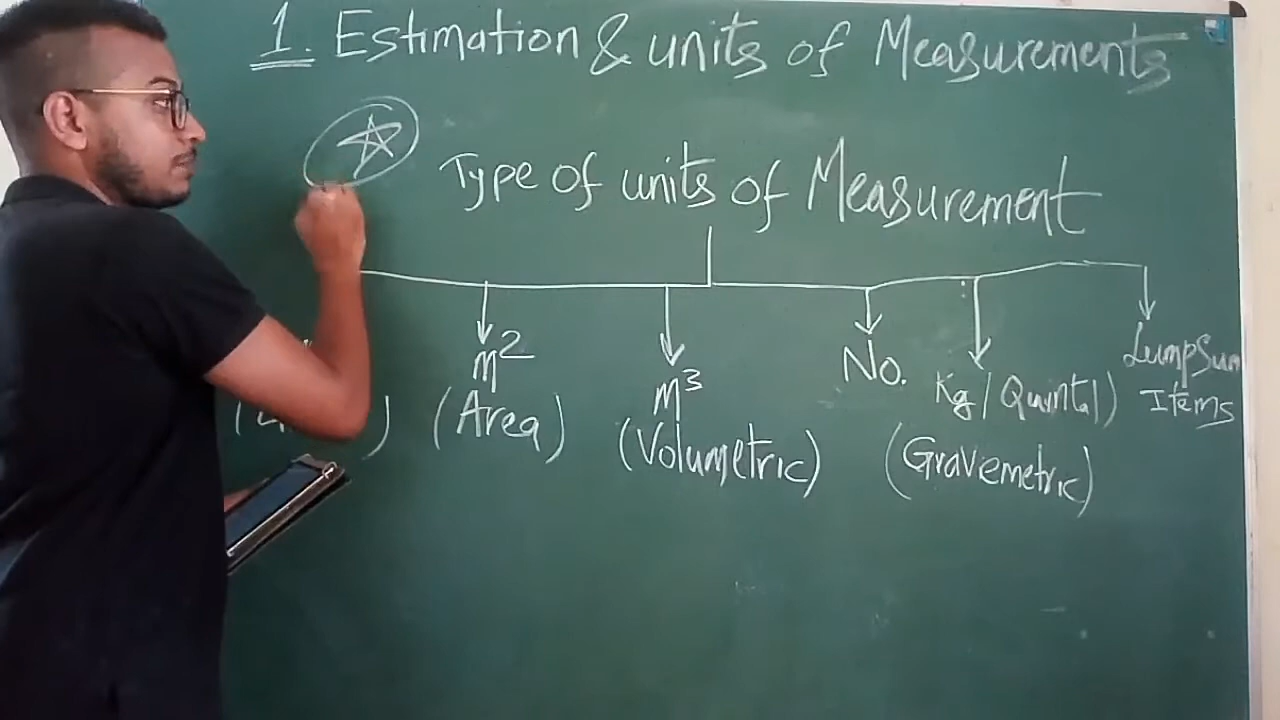 1. Estimation & units of Measurements
Type of units of Measurement
m²
m³
No.
Kg/Quintal)
LumpSum
Items
(Area)
(Volumetric)
(Graviemetric)